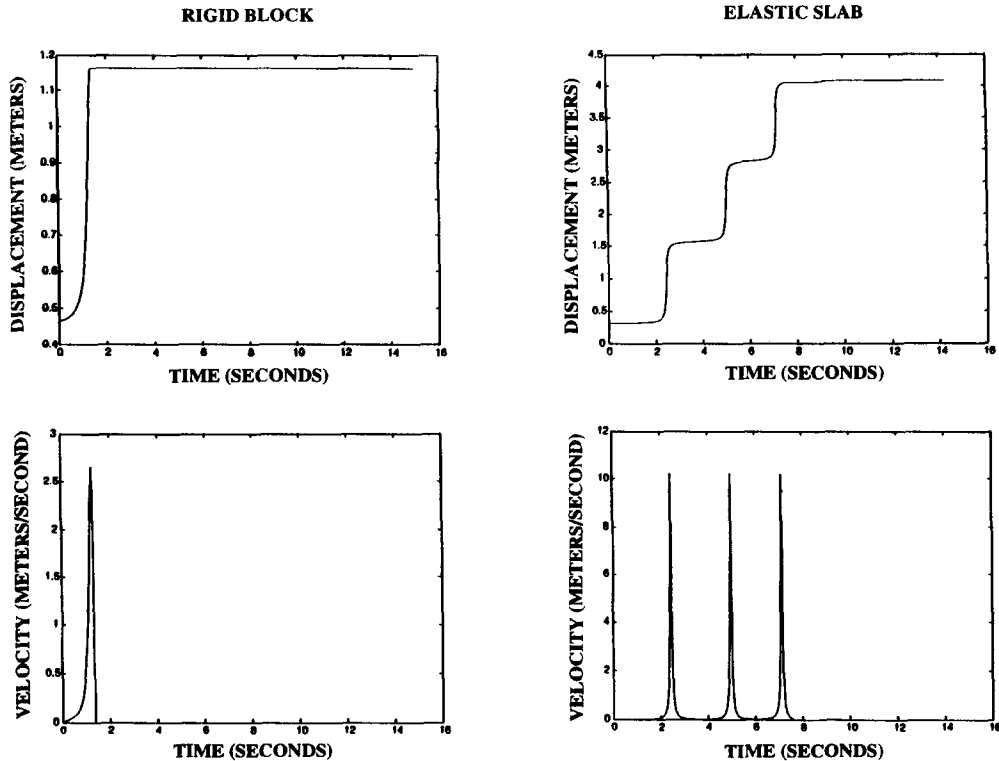 RIGID BLOCK
1.2
1.1
1
0.9
0.8
0.7
0.6
0.5
0.4
0 2 4 6 8 10 12 14 16
DISPLACEMENT (METERS)
TIME (SECONDS)
ELASTIC SLAB
4.5
4
3.5
3
2.5
2
1.5
1
0.5
0
0 2 4 6 8 10 12 14 16
DISPLACEMENT (METERS)
TIME (SECONDS)
3
2.5
2
1.5
1
0.5
0
0 2 4 6 8 10 12 14 16
VELOCITY (METERS/SECOND)
TIME (SECONDS)
12
10
8
6
4
2
0
0 2 4 6 8 10 12 14 16
VELOCITY (METERS/SECOND)
TIME (SECONDS)